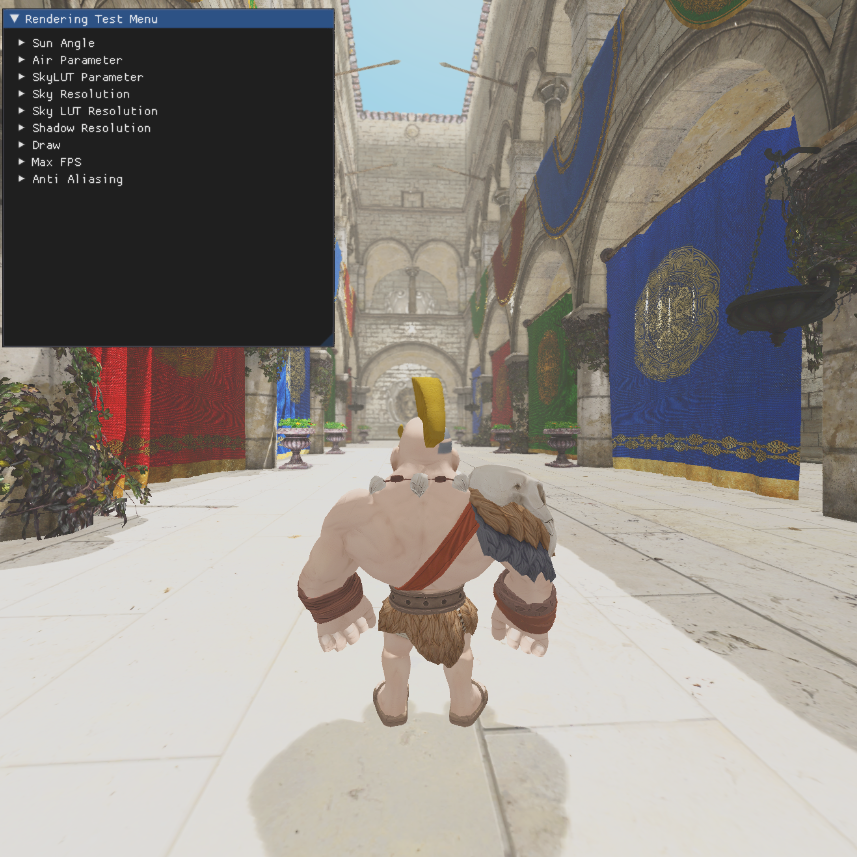 Rendering Test Menu
Sun Angle
Air Parameter
SkyLUT Parameter
Sky Resolution
Sky LUT Resolution
Shadow Resolution
Draw
Max FPS
Anti Aliasing